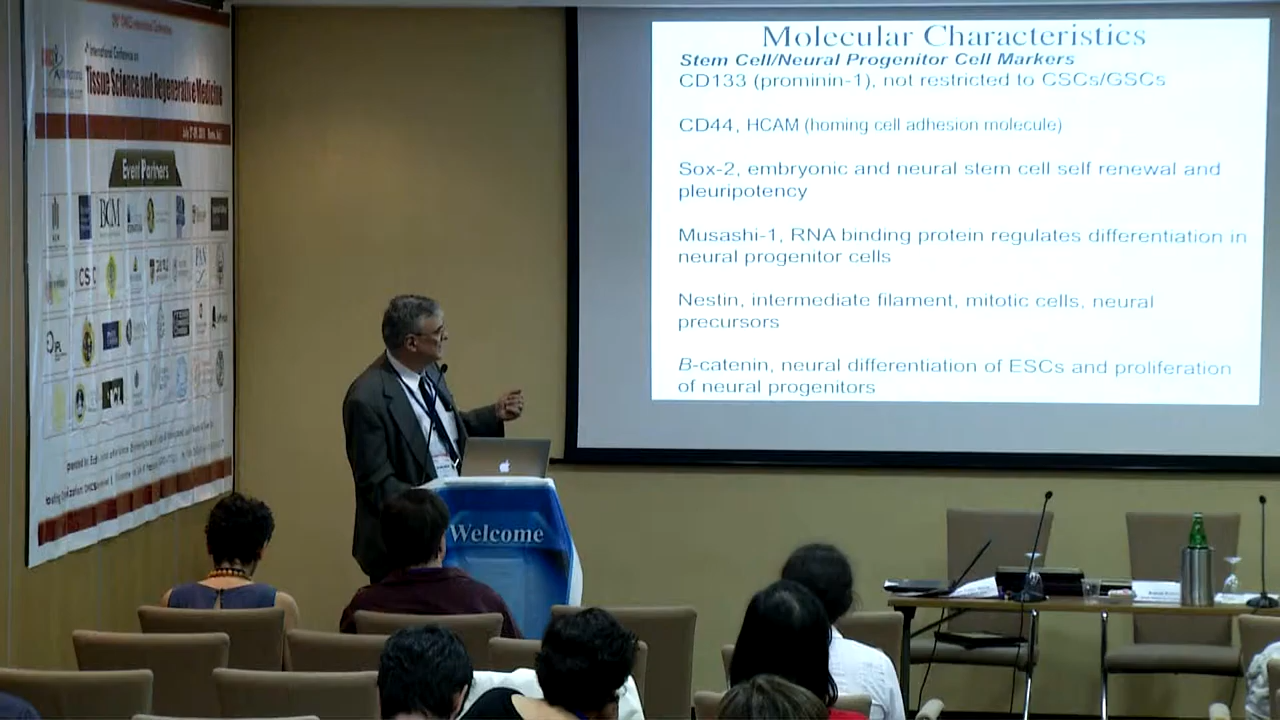 International Conference on
Tissue Science and Regenerative Medicine
Event Partners
BCM
CSIC
Welcome
Molecular Characteristics
Stem Cell/Neural Progenitor Cell Markers
CD133 (prominin-1), not restricted to CSCs/GSCs
CD44, HCAM (homing cell adhesion molecule)
Sox-2, embryonic and neural stem cell self renewal and
pleuripotency
Musashi-1, RNA binding protein regulates differentiation in
neural progenitor cells
Nestin, intermediate filament, mitotic cells, neural
precursors
B-catenin, neural differentiation of ESCs and proliferation
of neural progenitors